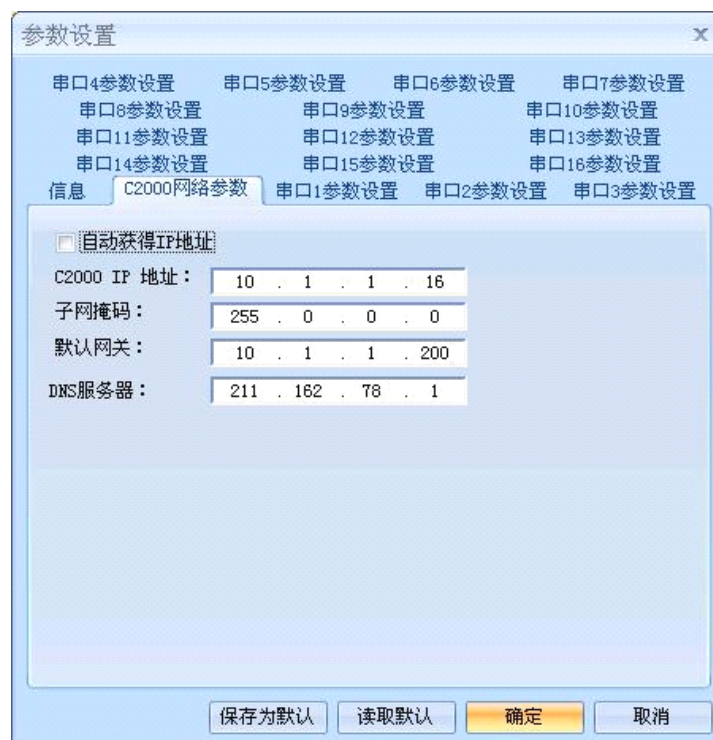 参数设置 x
串口4参数设置 串口5参数设置 串口6参数设置 串口7参数设置
串口8参数设置 串口9参数设置 串口10参数设置
串口11参数设置 串口12参数设置 串口13参数设置
串口14参数设置 串口15参数设置 串口16参数设置
信息 C2000网络参数 串口1参数设置 串口2参数设置 串口3参数设置
自动获得IP地址
C2000 IP 地址： 10 . 1 . 1 . 16
子网掩码： 255 . 0 . 0 . 0
默认网关： 10 . 1 . 1 . 200
DNS服务器： 211 . 162 . 78 . 1
保存为默认 读取默认 确定 取消